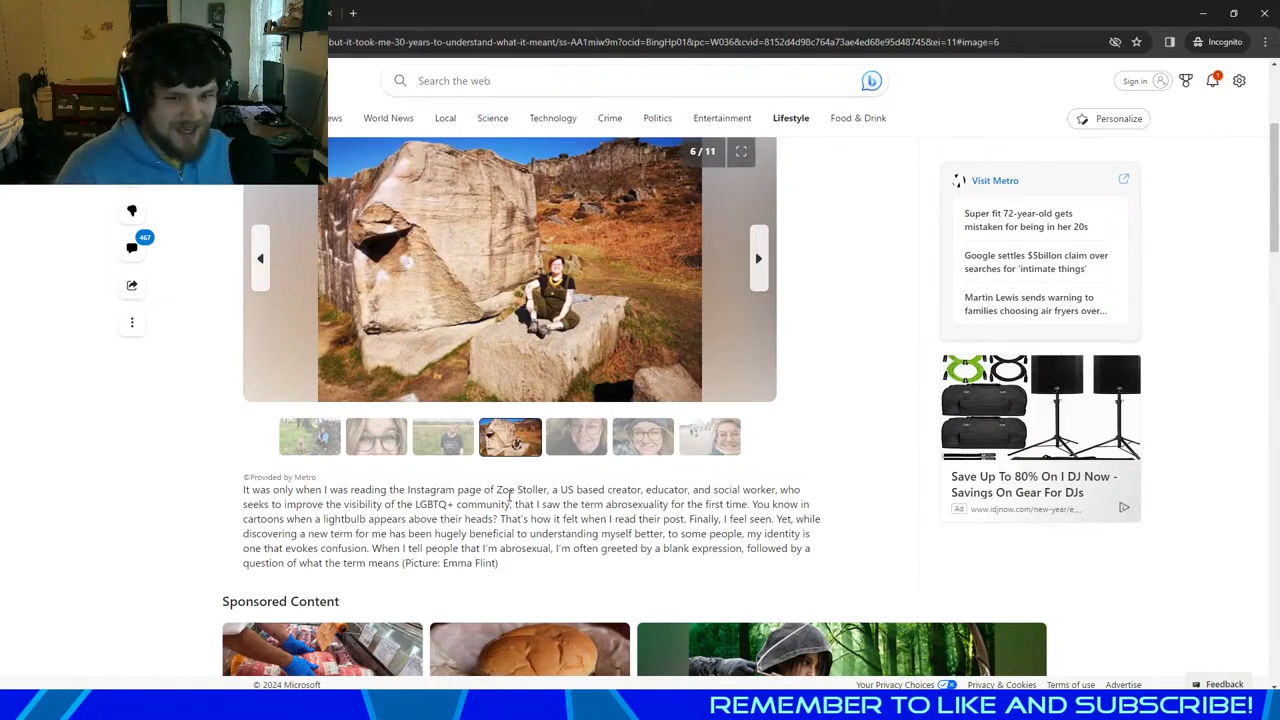 but-it-took-me-30-years-to-understand-what-it-meant/ss-AA1miw9m?ocid=BingHp01&pc=W036&cvid=8152d4d98c764a73ae4ed68e95d48745&ei=11#image=6
Incognito
Search the web
Sign in
1
ews
World News
Local
Science
Technology
Crime
Politics
Entertainment
Lifestyle
Food & Drink
Personalize
6 / 11
Visit Metro
Super fit 72-year-old gets
mistaken for being in her 20s
Google settles $5billon claim over
searches for ‘intimate things’
Martin Lewis sends warning to
families choosing air fryers over...
467
©Provided by Metro
It was only when I was reading the Instagram page of Zoe Stoller, a US based creator, educator, and social worker, who
seeks to improve the visibility of the LGBTQ+ community, that I saw the term abrosexuality for the first time. You know in
cartoons when a lightbulb appears above their heads? That’s how it felt when I read their post. Finally, I feel seen. Yet, while
discovering a new term for me has been hugely beneficial to understanding myself better, to some people, my identity is
one that evokes confusion. When I tell people that I’m abrosexual, I’m often greeted by a blank expression, followed by a
question of what the term means (Picture: Emma Flint)
Save Up To 80% On I DJ Now -
Savings On Gear For DJs
Ad
www.idjnow.com/new-year/e...
Sponsored Content
© 2024 Microsoft
Your Privacy Choices
Privacy & Cookies
Terms of use
Advertise
Feedback
REMEMBER TO LIKE AND SUBSCRIBE!